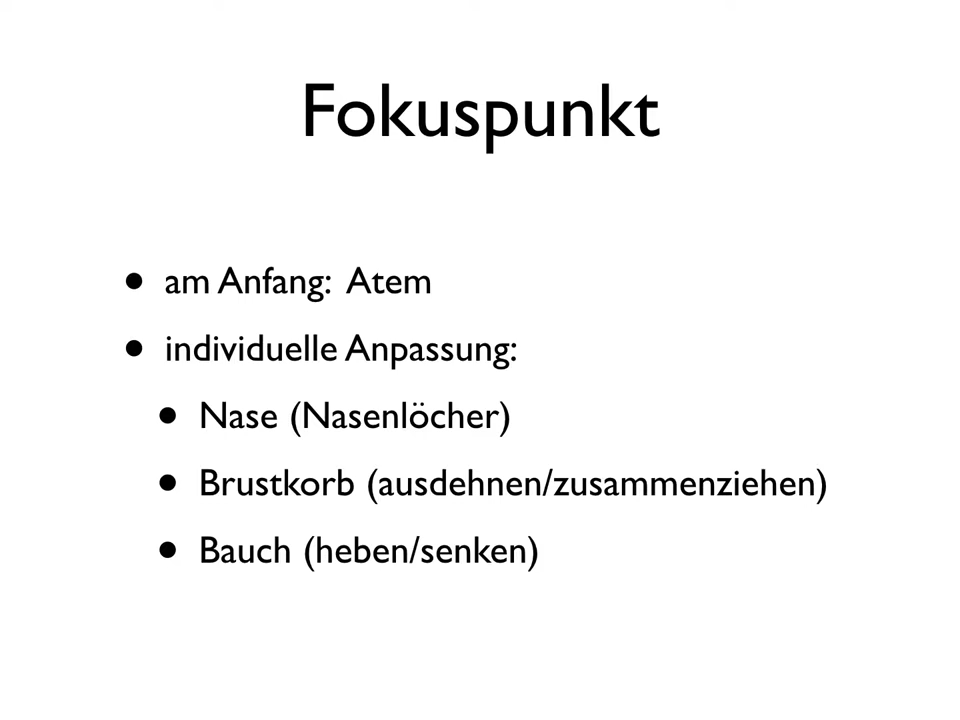 Fokuspunkt
• am Anfang: Atem
• individuelle Anpassung:
• Nase (Nasenlöcher)
• Brustkorb (ausdehnen/zusammenziehen)
• Bauch (heben/senken)